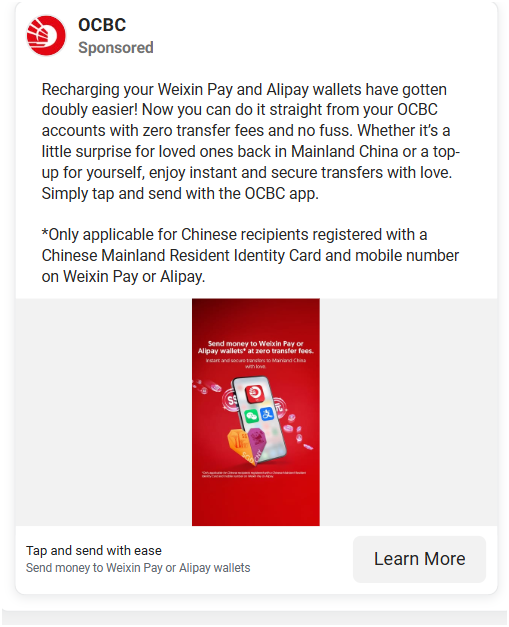 OCBC
Sponsored
Recharging your Weixin Pay and Alipay wallets have gotten
doubly easier! Now you can do it straight from your OCBC
accounts with zero transfer fees and no fuss. Whether it's a
little surprise for loved ones back in Mainland China or a top-
up for yourself, enjoy instant and secure transfers with love.
Simply tap and send with the OCBC app.
*Only applicable for Chinese recipients registered with a
Chinese Mainland Resident Identity Card and mobile number
on Weixin Pay or Alipay.
Send money to Weixin Pay or
Alipay wallets* at zero transfer fees.
Instant and secure transfers to Mainland China
with love.
Tap and send with ease
Send money to Weixin Pay or Alipay wallets
Learn More